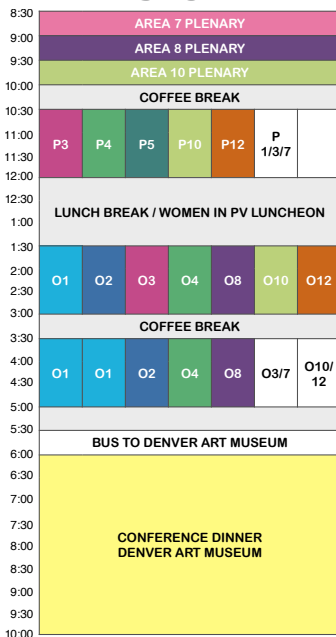 8:30
AREA 7 PLENARY
9:00
AREA 8 PLENARY
9:30
AREA 10 PLENARY
10:00
COFFEE BREAK
10:30
11:00
P3 P4 P5 P10 P12 P
1/3/7
11:30
12:00
12:30
LUNCH BREAK / WOMEN IN PV LUNCHEON
1:00
1:30
2:00
O1 O2 O3 O4 O8 O10 O12
2:30
3:00
COFFEE BREAK
3:30
4:00
O1 O1 O2 O4 O8 O3/7 O10/
12
4:30
5:00
5:30
BUS TO DENVER ART MUSEUM
6:00
6:30
7:00
7:30
CONFERENCE DINNER
8:00
DENVER ART MUSEUM
8:30
9:00
9:30
10:00